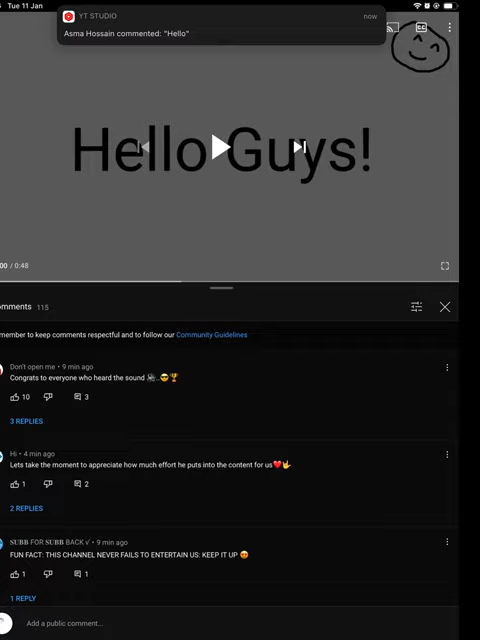 Tue 11 Jan
YT STUDIO
now
Asma Hossain commented: "Hello"
CC
Hello Guys!
00 / 0:48
omments 115
member to keep comments respectful and to follow our Community Guidelines
Don't open me • 9 min ago
Congrats to everyone who heard the sound
10 3
3 REPLIES
Hi • 4 min ago
Lets take the moment to appreciate how much effort he puts into the content for us❤️🤟
1 2
2 REPLIES
𝐒𝐔𝐁𝐁 FOR 𝐒𝐔𝐁𝐁 BACK √ • 9 min ago
FUN FACT: THIS CHANNEL NEVER FAILS TO ENTERTAIN US: KEEP IT UP 😍
1 1
1 REPLY
Add a public comment...